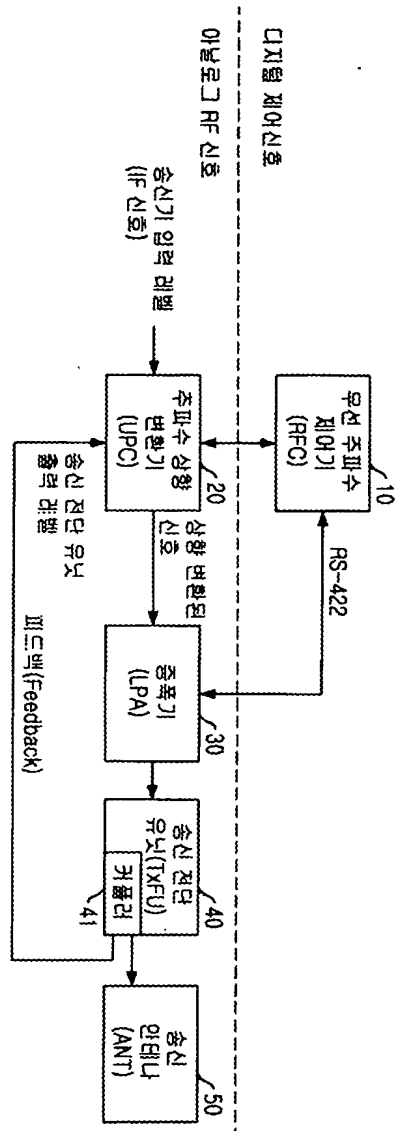 디지털 제어신호
아날로그 RF 신호
무선 주파수
제어기
(RFC)
10
RS-422
송신기 입력 레벨
(IF 신호)
주파수 상향
변환기
(UPC)
20
상향 변환된
신호
증폭기
(LPA)
30
송신 전단
유닛(TxFU)
40
커플러
41
송신
안테나
(ANT)
50
송신 전단 유닛
출력 레벨
피드백(Feedback)